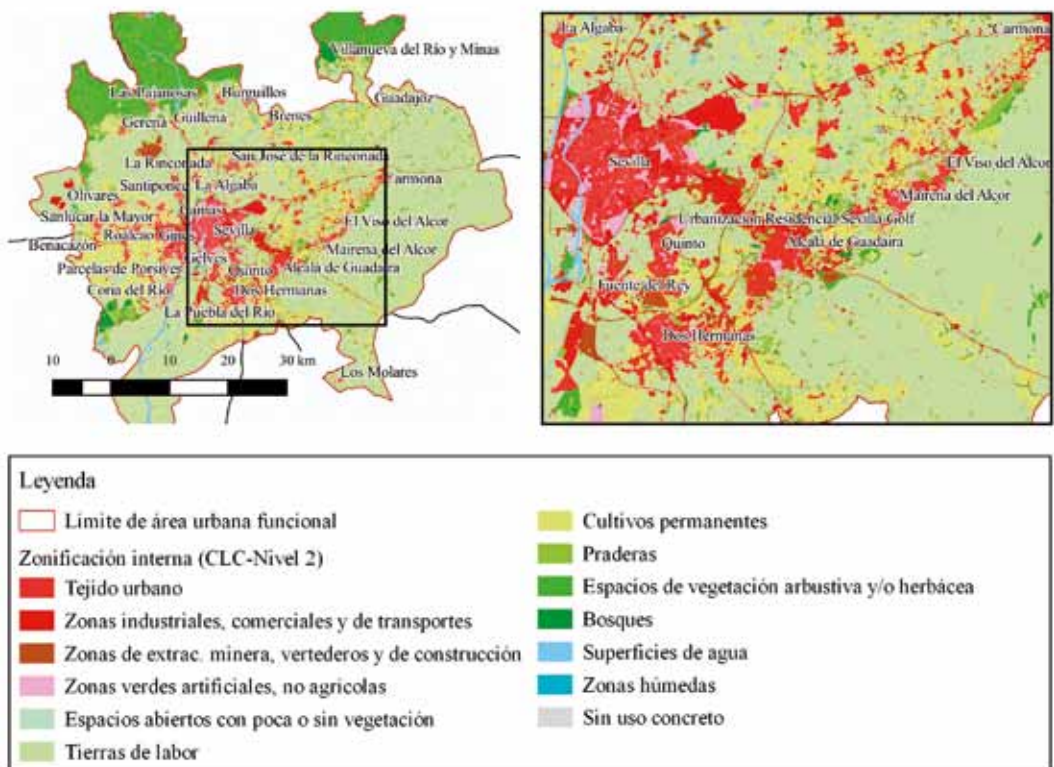 Villanueva del Río y Minas
Las Pajanosas
Burguillos
Guadajoz
Gerena
Guillena
Brenes
La Rinconada
San José de la Rinconada
Olivares
Santiponce
La Algaba
Carmona
Sanlucar la Mayor
Camas
El Viso del Alcor
Benacazón
Gines
Sevilla
Mairena del Alcor
Gelves
Parcelas de Porsiver
Quinto
Alcalá de Guadaira
Coria del Río
Dos Hermanas
La Puebla del Río
10 0 10 20 30 km
Los Molares
La Algaba
Carmona
Sevilla
El Viso del Alcor
Mairena del Alcor
Urbanización Residencial Sevilla Golf
Quinto
Alcalá de Guadaira
Fuente del Rey
Dos Hermanas
Leyenda
Límite de área urbana funcional
Zonificación interna (CLC-Nivel 2)
Tejido urbano
Zonas industriales, comerciales y de transportes
Zonas de extrac. minera, vertederos y de construcción
Zonas verdes artificiales, no agrícolas
Espacios abiertos con poca o sin vegetación
Tierras de labor
Cultivos permanentes
Praderas
Espacios de vegetación arbustiva y/o herbácea
Bosques
Superficies de agua
Zonas húmedas
Sin uso concreto